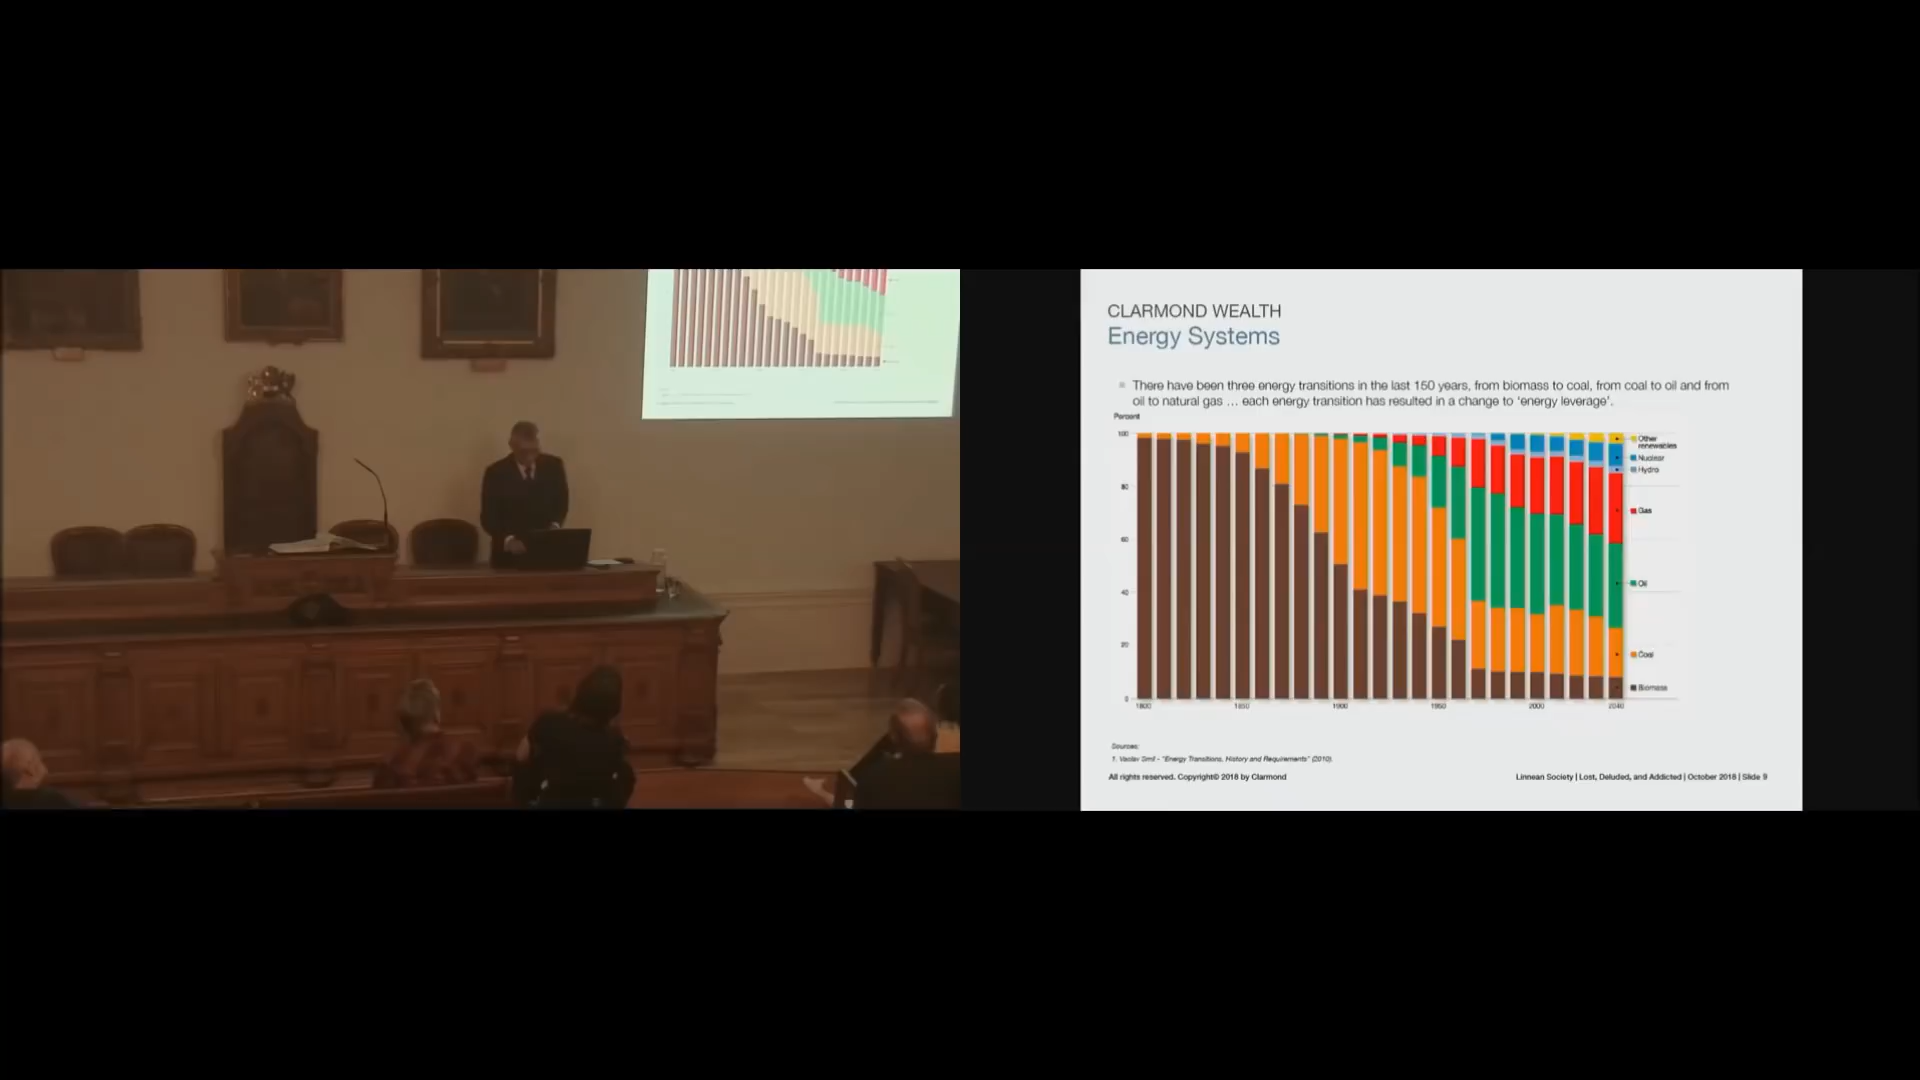 CLARMOND WEALTH
Energy Systems
There have been three energy transitions in the last 150 years, from biomass to coal, from coal to oil and from
oil to natural gas ... each energy transition has resulted in a change to ‘energy leverage’.
Percent
100
80
60
40
20
0
1800
1850
1900
1950
2000
2040
Other
renewables
Nuclear
Hydro
Gas
Oil
Coal
Biomass
Sources:
1. Vaclav Smil - "Energy Transitions, History and Requirements" (2010).
All rights reserved. Copyright© 2018 by Clarmond
Linnean Society | Lost, Deluded, and Addicted | October 2018 | Slide 9